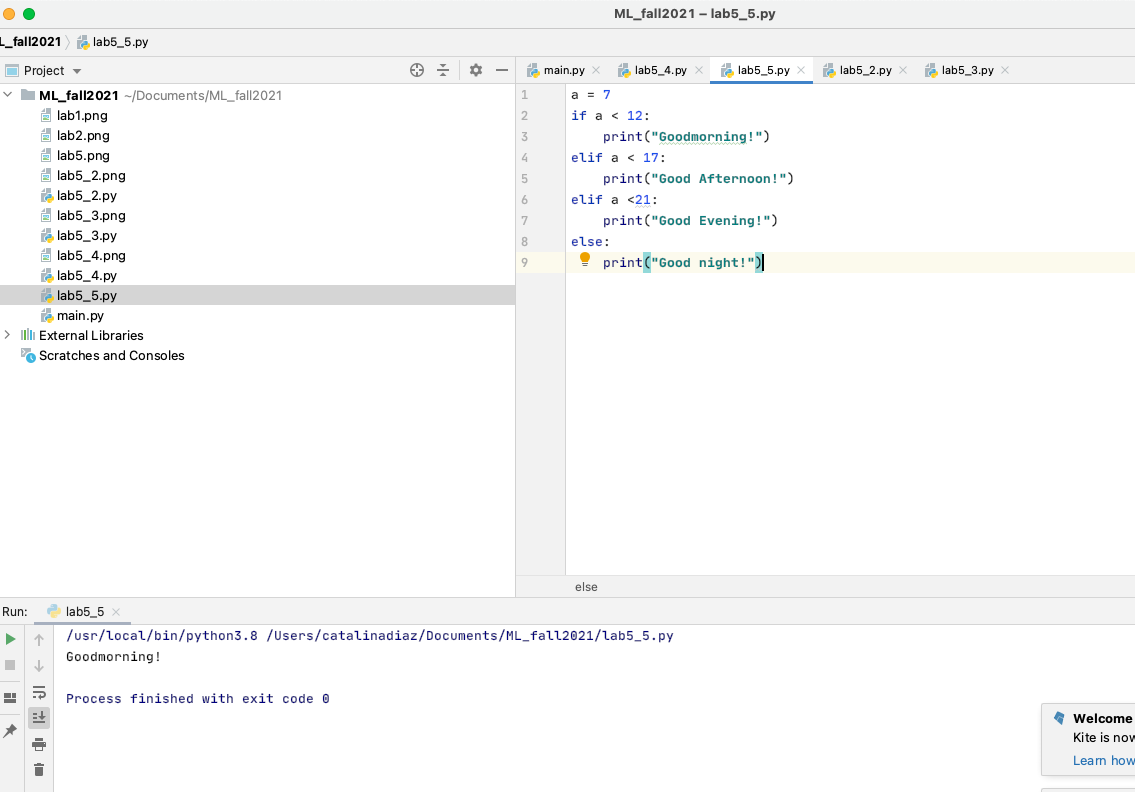 ML_fall2021 – lab5_5.py
L_fall2021 lab5_5.py
Project
main.py lab5_4.py lab5_5.py lab5_2.py lab5_3.py
ML_fall2021 ~/Documents/ML_fall2021
lab1.png
lab2.png
lab5.png
lab5_2.png
lab5_2.py
lab5_3.png
lab5_3.py
lab5_4.png
lab5_4.py
lab5_5.py
main.py
External Libraries
Scratches and Consoles
1 a = 7
2 if a < 12:
3 print("Goodmorning!")
4 elif a < 17:
5 print("Good Afternoon!")
6 elif a <21:
7 print("Good Evening!")
8 else:
9 print("Good night!")
else
Run: lab5_5
/usr/local/bin/python3.8 /Users/catalinadiaz/Documents/ML_fall2021/lab5_5.py
Goodmorning!
Process finished with exit code 0
Welcome
Kite is now
Learn how